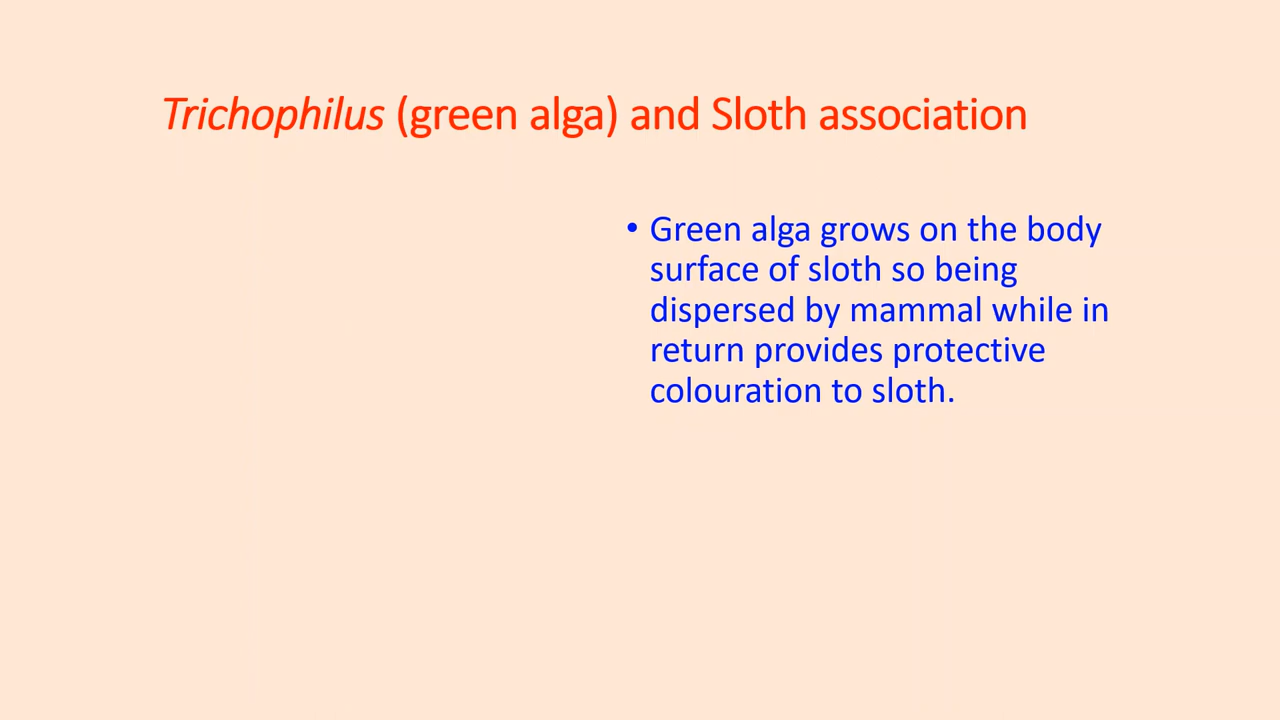 Trichophilus (green alga) and Sloth association
• Green alga grows on the body
surface of sloth so being
dispersed by mammal while in
return provides protective
colouration to sloth.